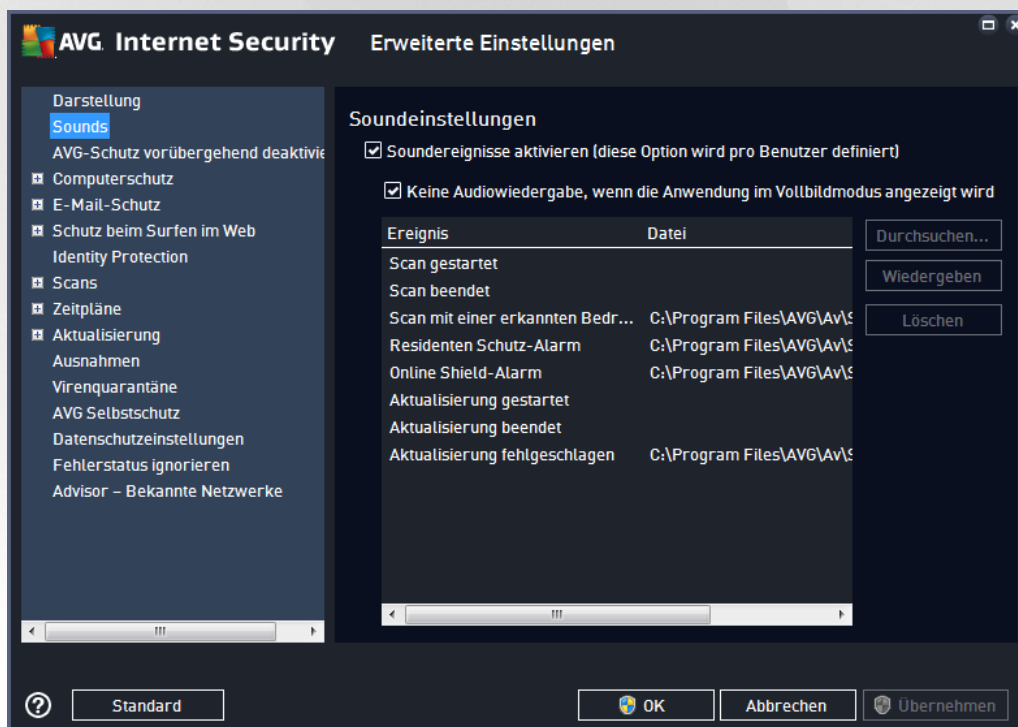 AVG. Internet Security Erweiterte Einstellungen
Darstellung
Sounds
AVG-Schutz vorübergehend deaktivie
Computerschutz
E-Mail-Schutz
Schutz beim Surfen im Web
Identity Protection
Scans
Zeitpläne
Aktualisierung
Ausnahmen
Virenquarantäne
AVG Selbstschutz
Datenschutzeinstellungen
Fehlerstatus ignorieren
Advisor – Bekannte Netzwerke
Soundeinstellungen
Soundereignisse aktivieren (diese Option wird pro Benutzer definiert)
Keine Audiowiedergabe, wenn die Anwendung im Vollbildmodus angezeigt wird
Ereignis Datei
Scan gestartet
Scan beendet
Scan mit einer erkannten Bedr... C:\Program Files\AVG\Av\S
Residenten Schutz-Alarm C:\Program Files\AVG\Av\S
Online Shield-Alarm C:\Program Files\AVG\Av\S
Aktualisierung gestartet
Aktualisierung beendet
Aktualisierung fehlgeschlagen C:\Program Files\AVG\Av\S
Durchsuchen...
Wiedergeben
Löschen
Standard
OK
Abbrechen
Übernehmen